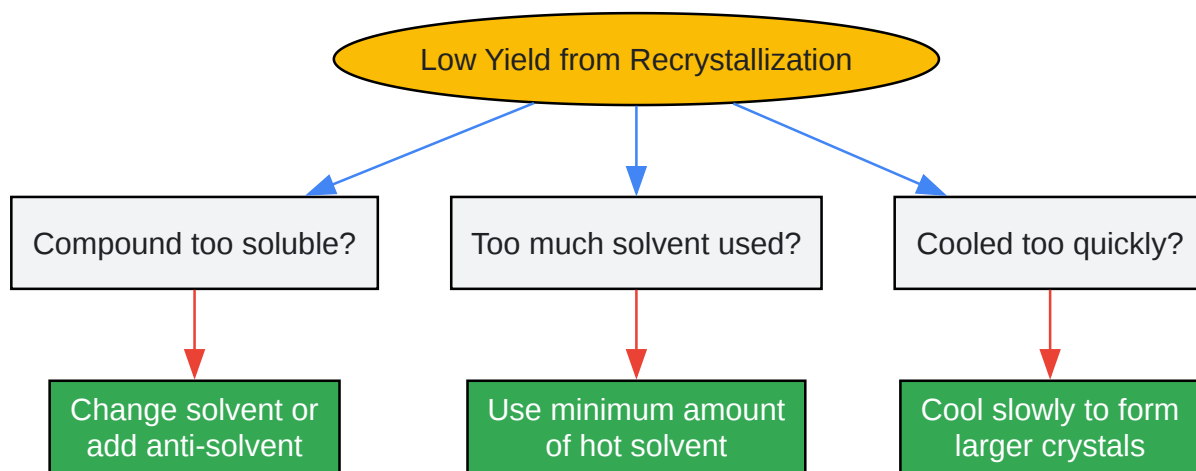 Low Yield from Recrystallization
Compound too soluble?
Too much solvent used?
Cooled too quickly?
Change solvent or
add anti-solvent
Use minimum amount
of hot solvent
Cool slowly to form
larger crystals